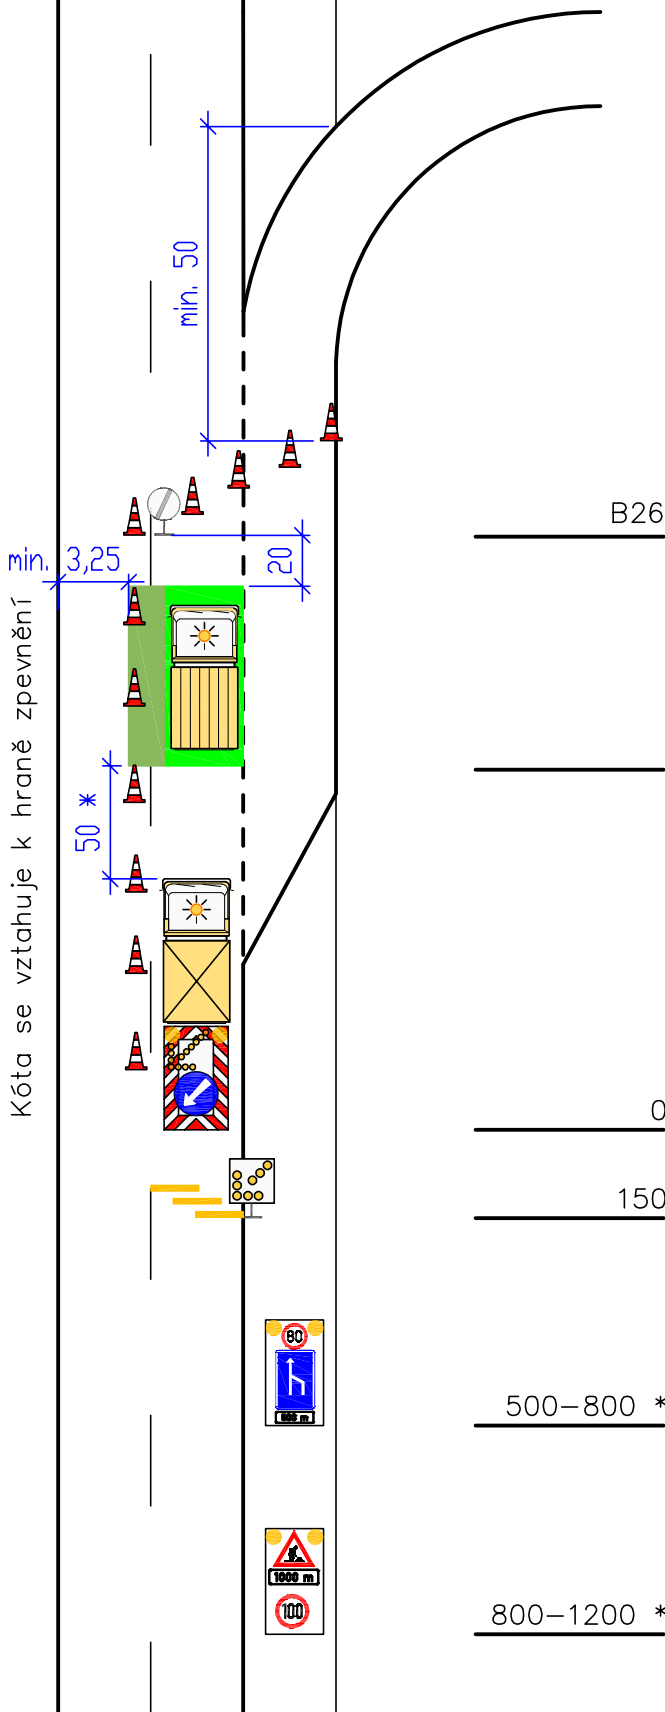 min. 50
B26
min. 3,25
20
Kóta se vztahuje k hraně zpevnění
50 *
0
150
80
500 m
500-800 *
1000 m
100
800-1200 *